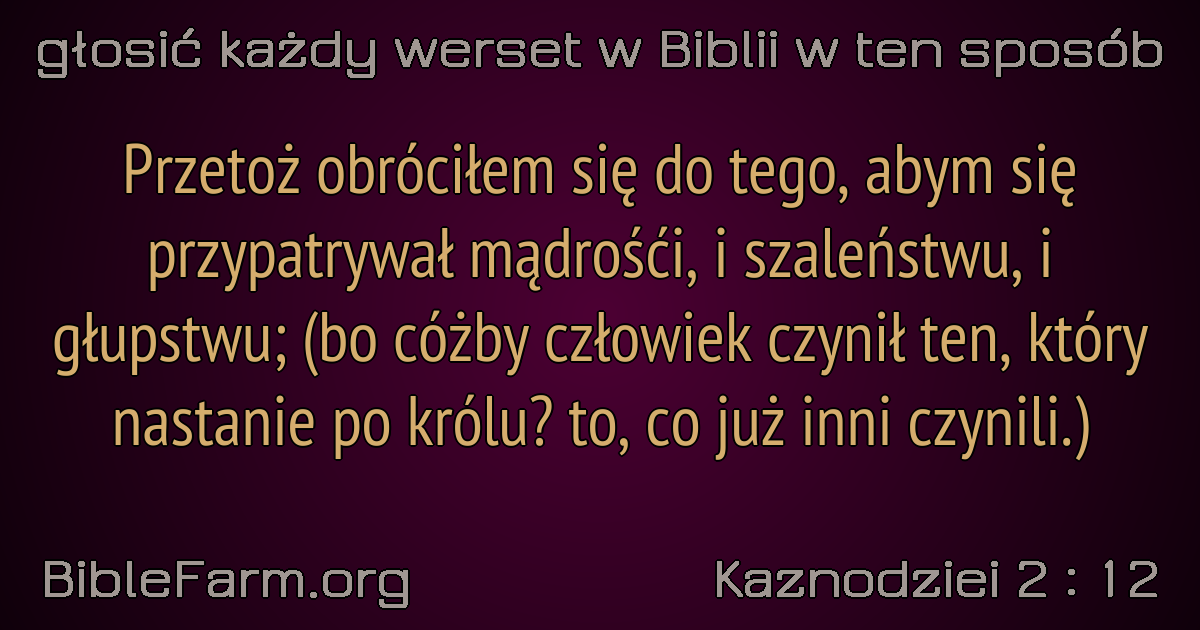 głosić każdy werset w Biblii w ten sposób
Przetoż obróciłem się do tego, abym się
przypatrywał mądrośći, i szaleństwu, i
głupstwu; (bo cóżby człowiek czynił ten, który
nastanie po królu? to, co już inni czynili.)
BibleFarm.org
Kaznodziei 2 : 12